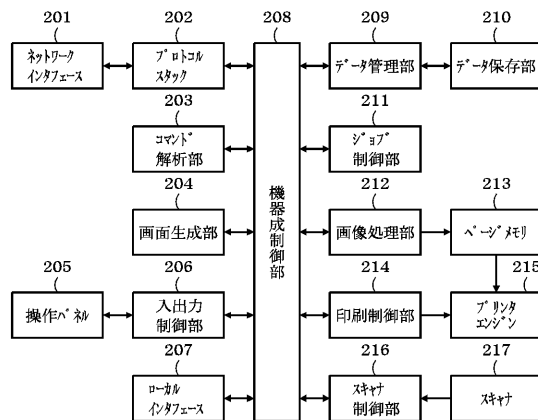 201
202
208
209
210
ネットワーク
インタフェース
プロトコル
スタック
データ管理部
データ保存部
203
211
コマンド
解析部
ジョブ
制御部
204
212
213
画面生成部
機器成制御部
画像処理部
ページメモリ
205
206
214
215
操作パネル
入出力
制御部
印刷制御部
プリンタ
エンジン
207
216
217
ローカル
インタフェース
スキャナ
制御部
スキャナ